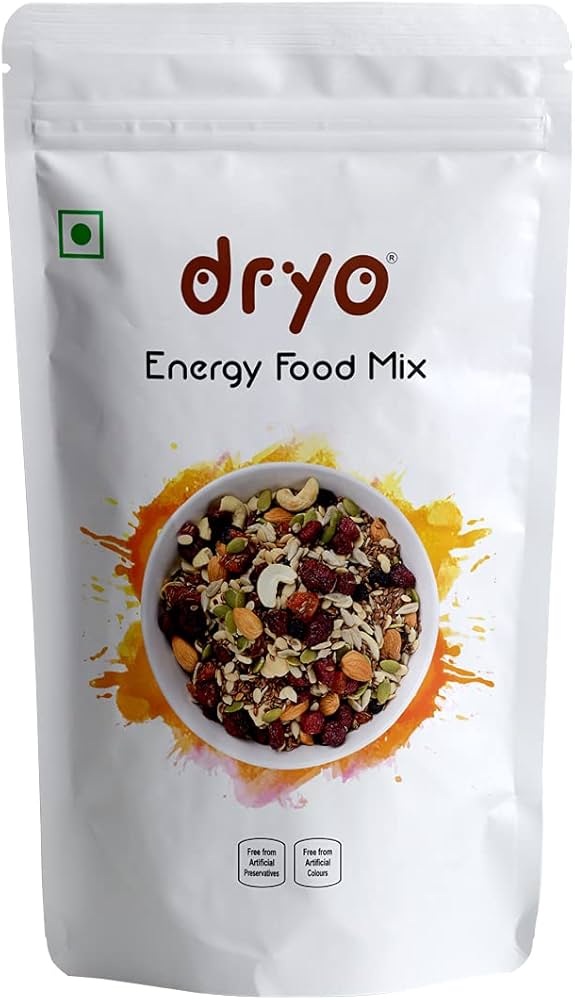 dryo®
Energy Food Mix
Free from
Artificial
Preservatives
Free from
Artificial
Colours